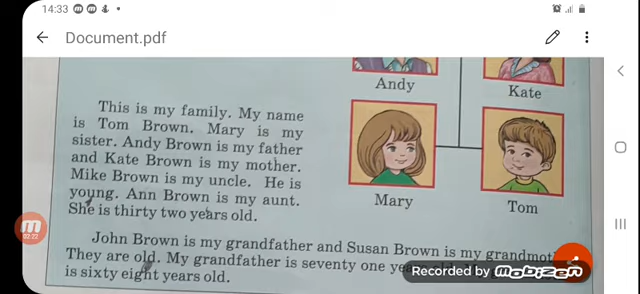 14:33
Document.pdf
Andy
Kate
This is my family. My name
is Tom Brown. Mary is my
sister. Andy Brown is my father
and Kate Brown is my mother.
Mike Brown is my uncle. He is
young. Ann Brown is my aunt.
She is thirty two years old.
Mary
Tom
02:22
John Brown is my grandfather and Susan Brown is my
They are old. My grandfather is seventy one
is sixty eight years old.
Recorded by mobizen